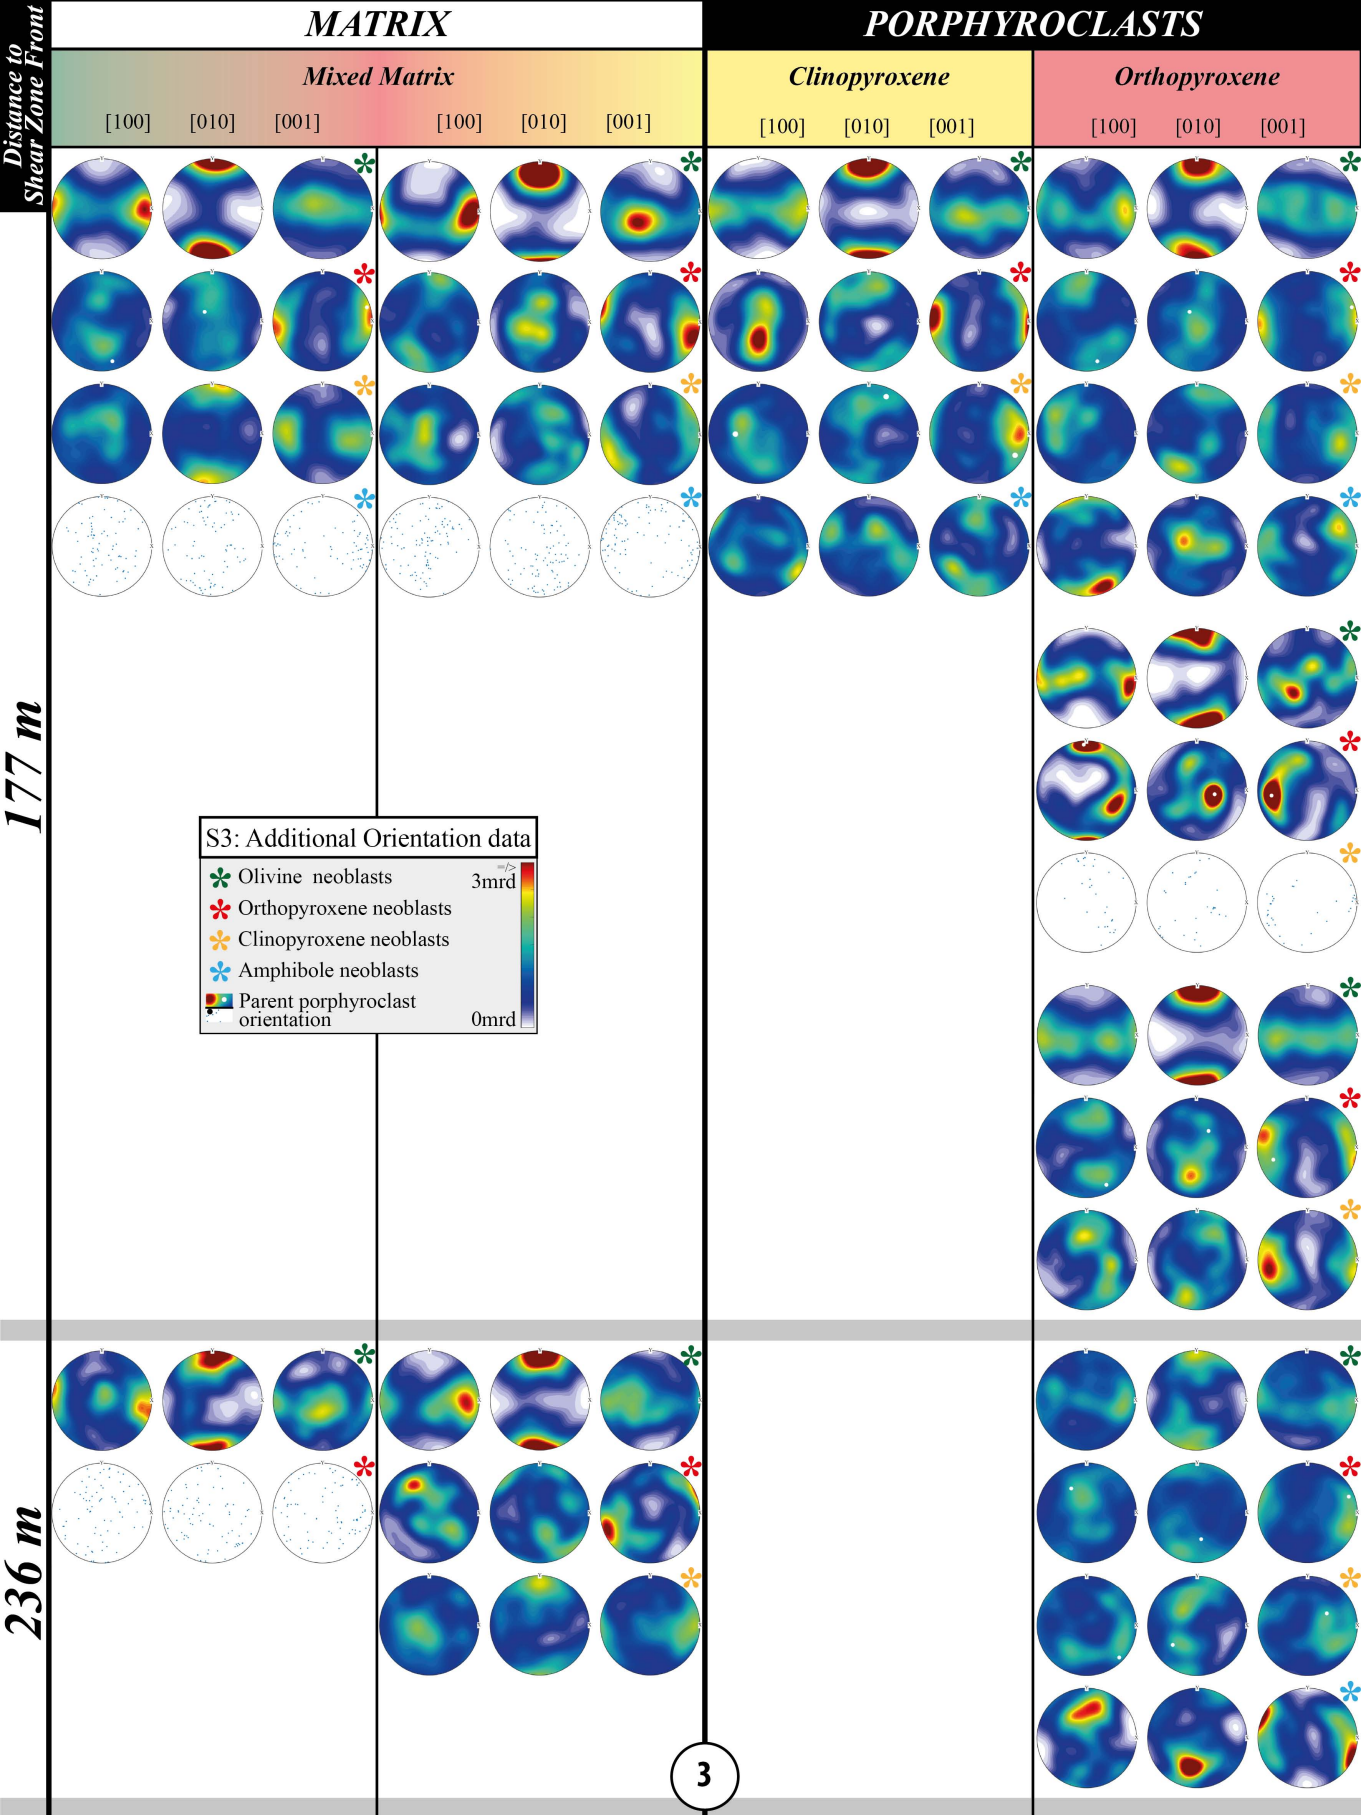 Distance to
Shear Zone Front
MATRIX
PORPHYROCLASTS
Mixed Matrix
Clinopyroxene
Orthopyroxene
[100] [010] [001] [100] [010] [001] [100] [010] [001] [100] [010] [001]
177 m
S3: Additional Orientation data
Olivine neoblasts
Orthopyroxene neoblasts
Clinopyroxene neoblasts
Amphibole neoblasts
Parent porphyroclast
orientation
=/>
3mrd
0mrd
236 m
3